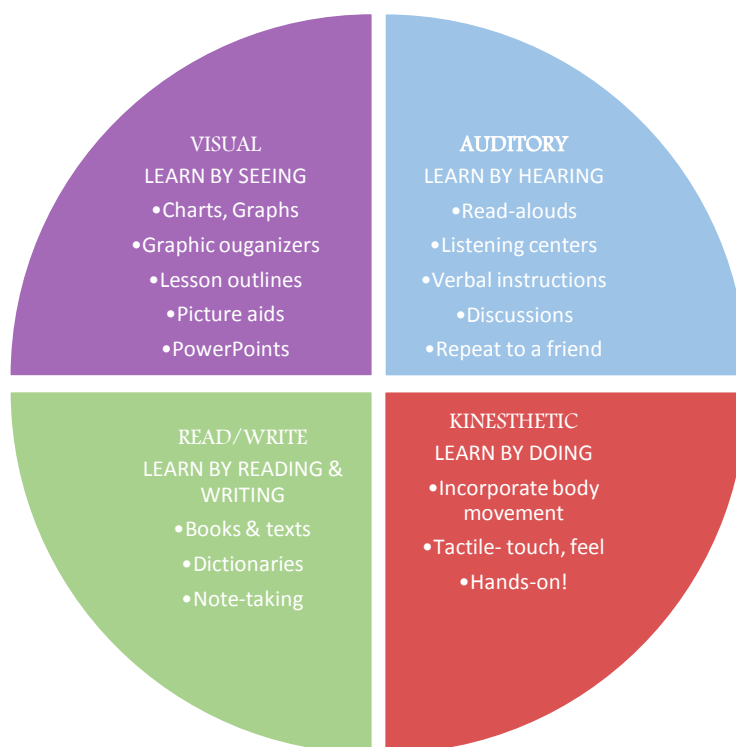 VISUAL
LEARN BY SEEING
•Charts, Graphs
•Graphic ouganizers
•Lesson outlines
•Picture aids
•PowerPoints
AUDITORY
LEARN BY HEARING
•Read-alouds
•Listening centers
•Verbal instructions
•Discussions
•Repeat to a friend
READ/WRITE
LEARN BY READING &
WRITING
•Books & texts
•Dictionaries
•Note-taking
KINESTHETIC
LEARN BY DOING
•Incorporate body
movement
•Tactile- touch, feel
•Hands-on!